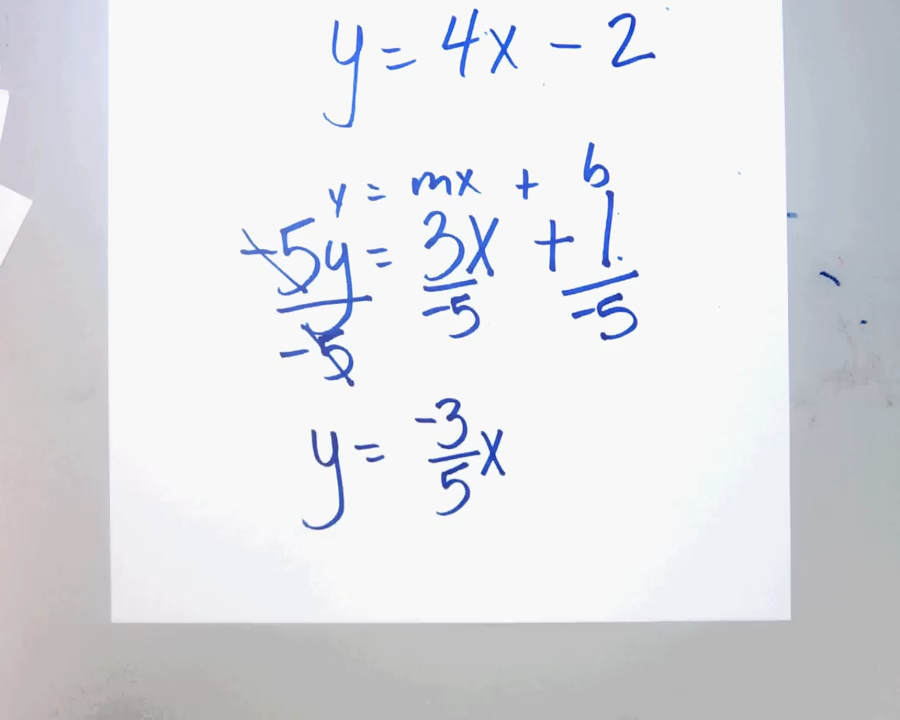 y = 4x - 2
y = mx + b
-5y = 3x + 1
-5 -5 -5
y = -3/5 x